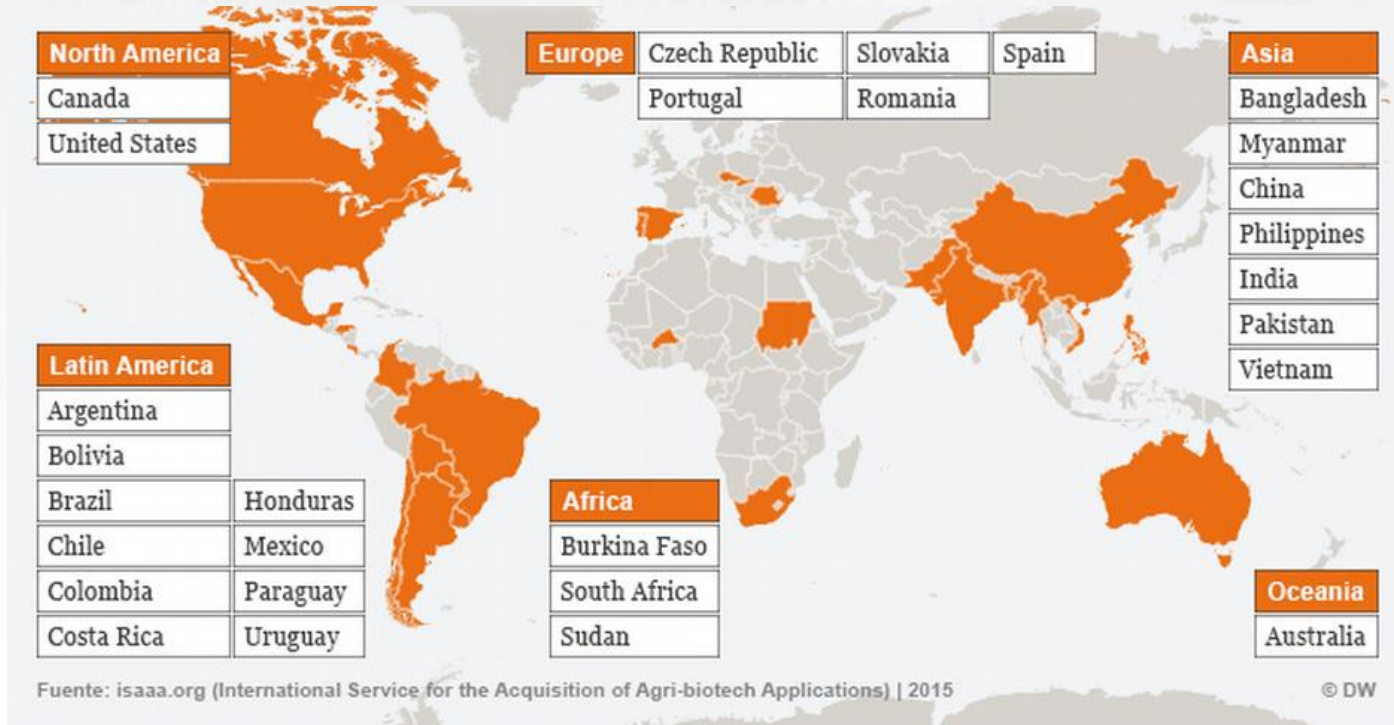 North America
Canada
United States
Europe
Czech Republic
Slovakia
Spain
Portugal
Romania
Asia
Bangladesh
Myanmar
China
Philippines
India
Pakistan
Vietnam
Latin America
Argentina
Bolivia
Brazil
Honduras
Chile
Mexico
Colombia
Paraguay
Costa Rica
Uruguay
Africa
Burkina Faso
South Africa
Sudan
Oceania
Australia
Fuente: isaaa.org (International Service for the Acquisition of Agri-biotech Applications) | 2015
© DW